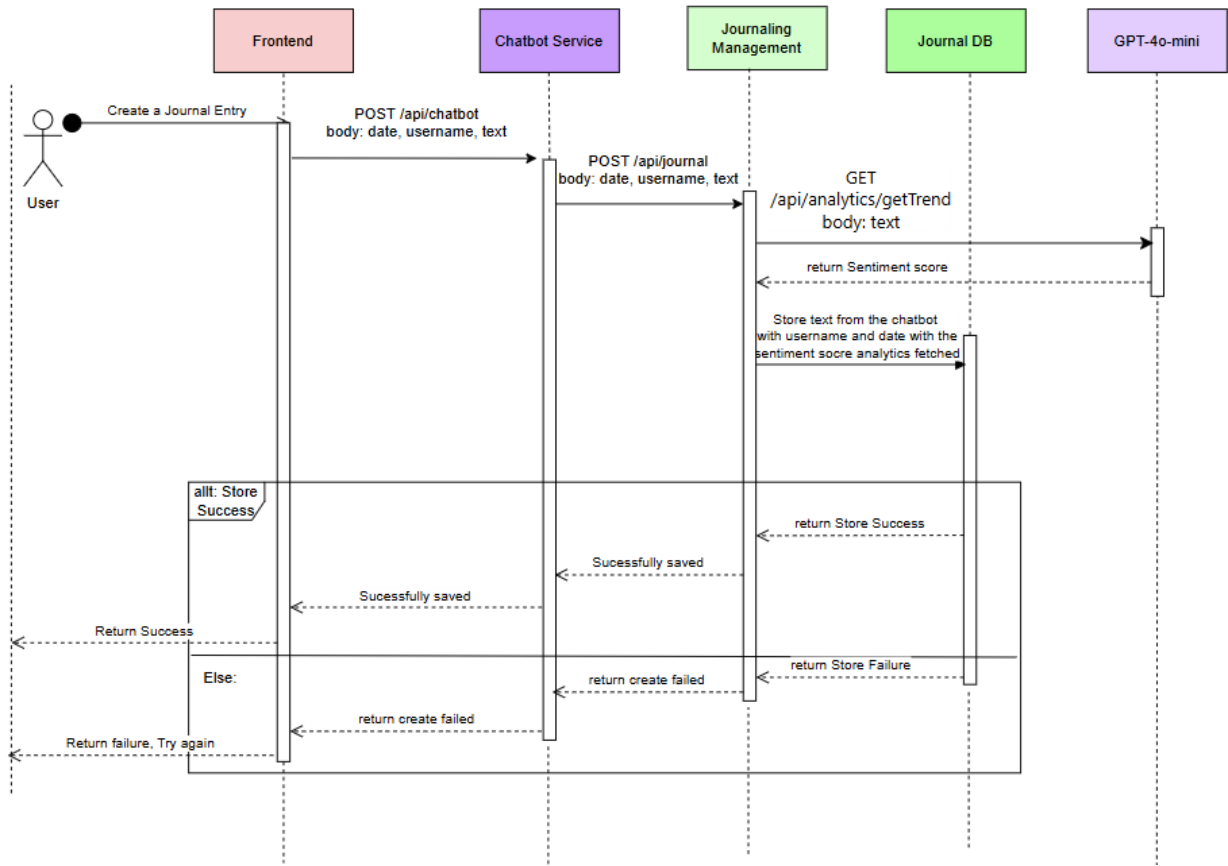 Frontend
Chatbot Service
Journaling
Management
Journal DB
GPT-4o-mini
Create a Journal Entry
User
POST /api/chatbot
body: date, username, text
POST /api/journal
body: date, username, text
GET
/api/analytics/getTrend
body: text
return Sentiment score
Store text from the chatbot
with username and date with the
sentiment socre analytics fetched
allt: Store
Success
return Store Success
Sucessfully saved
Sucessfully saved
Return Success
Else:
return Store Failure
return create failed
return create failed
Return failure, Try again